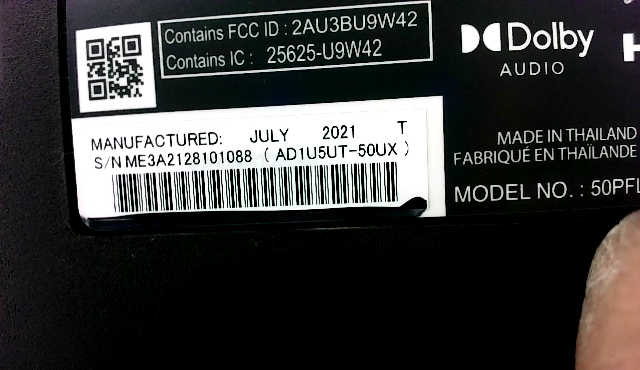 Contains FCC ID : 2AU3BU9W42
Contains IC : 25625-U9W42
Dolby
AUDIO
MANUFACTURED: JULY 2021 T
S/N ME3A2128101088 ( AD1U5UT-50UX )
MADE IN THAILAND
FABRIQUÉ EN THAÏLANDE
MODEL NO. : 50PFL